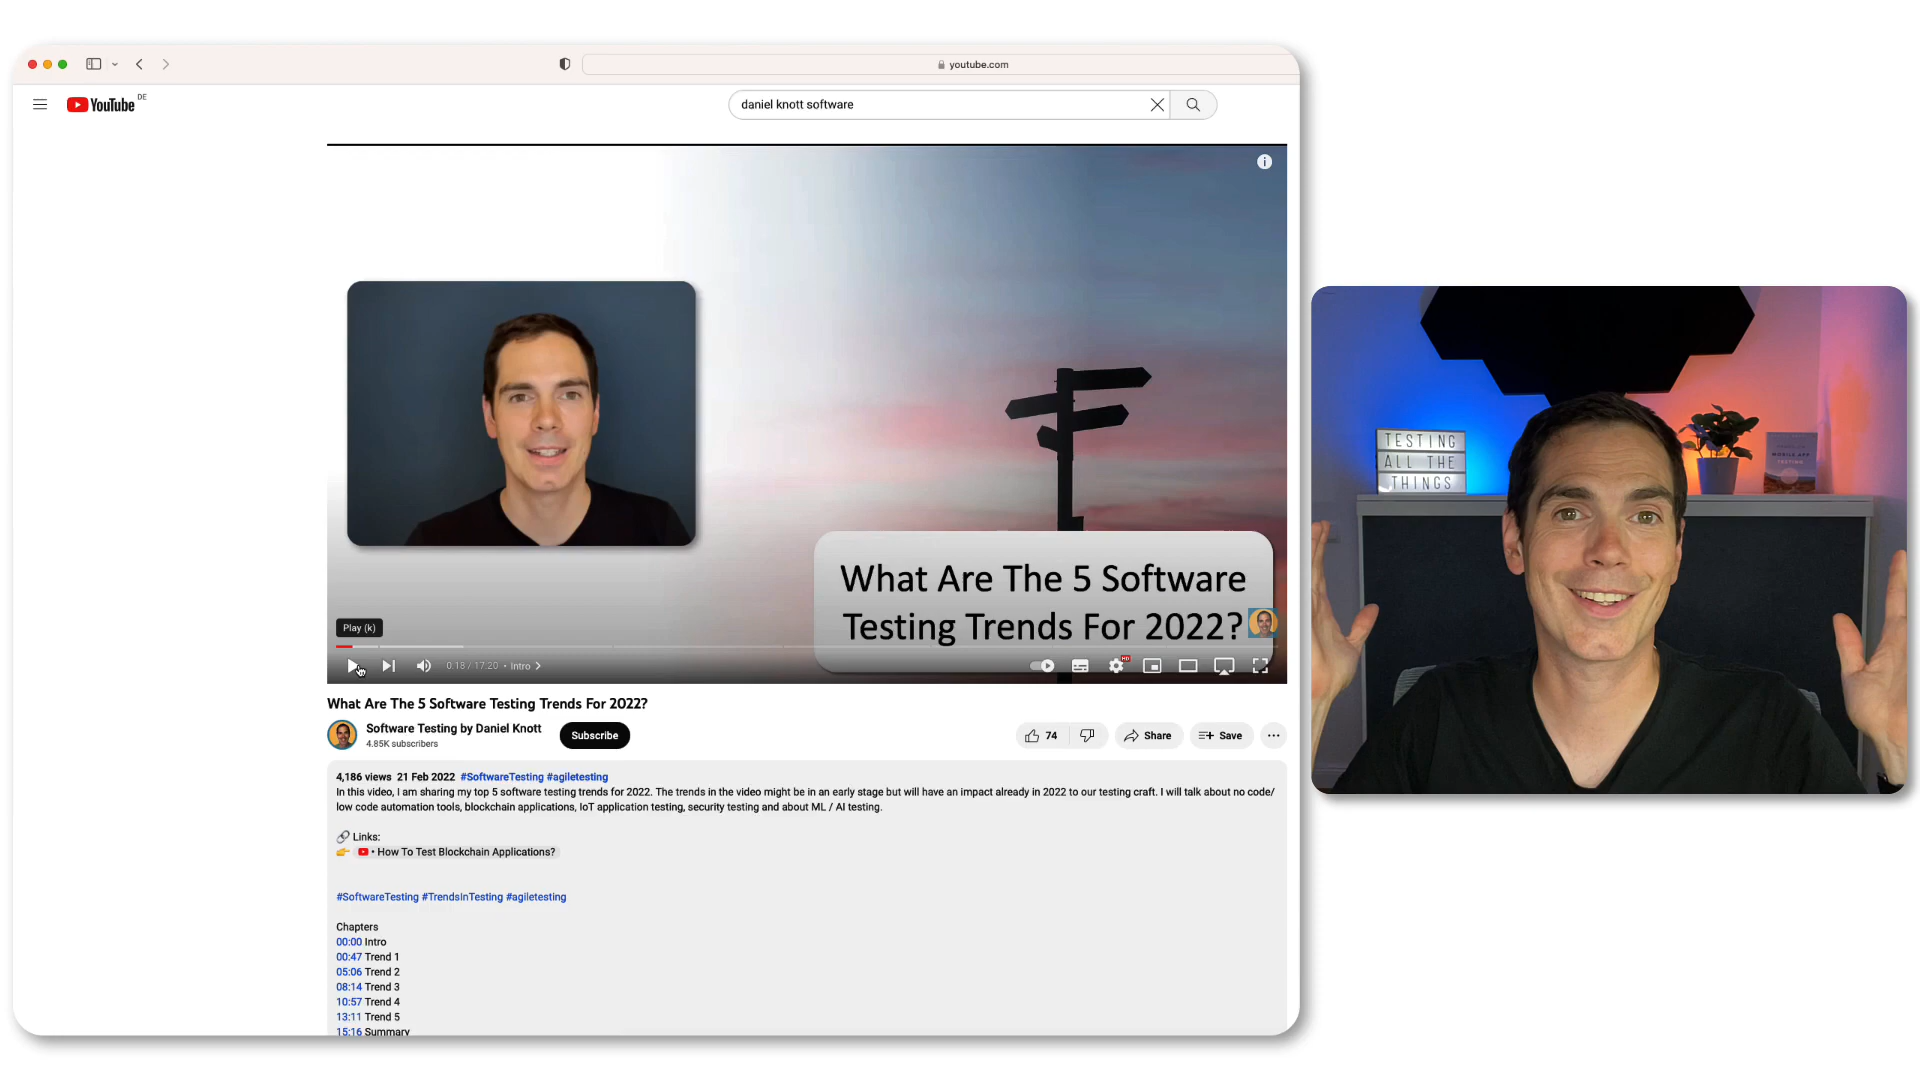 youtube.com
YouTube DE
daniel knott software
What Are The 5 Software
Testing Trends For 2022?
Play (k)
0:18 / 17:20 • Intro
HD
What Are The 5 Software Testing Trends For 2022?
Software Testing by Daniel Knott
4.85K subscribers
Subscribe
74
Share
Save
4,186 views 21 Feb 2022 #SoftwareTesting #agiletesting
In this video, I am sharing my top 5 software testing trends for 2022. The trends in the video might be in an early stage but will have an impact already in 2022 to our testing craft. I will talk about no code/
low code automation tools, blockchain applications, IoT application testing, security testing and about ML / AI testing.
Links:
• How To Test Blockchain Applications?
#SoftwareTesting #TrendsInTesting #agiletesting
Chapters
00:00 Intro
00:47 Trend 1
05:06 Trend 2
08:14 Trend 3
10:57 Trend 4
13:11 Trend 5
15:16 Summary
TESTING
ALL THE
THINGS
MOBILE APP
TESTING